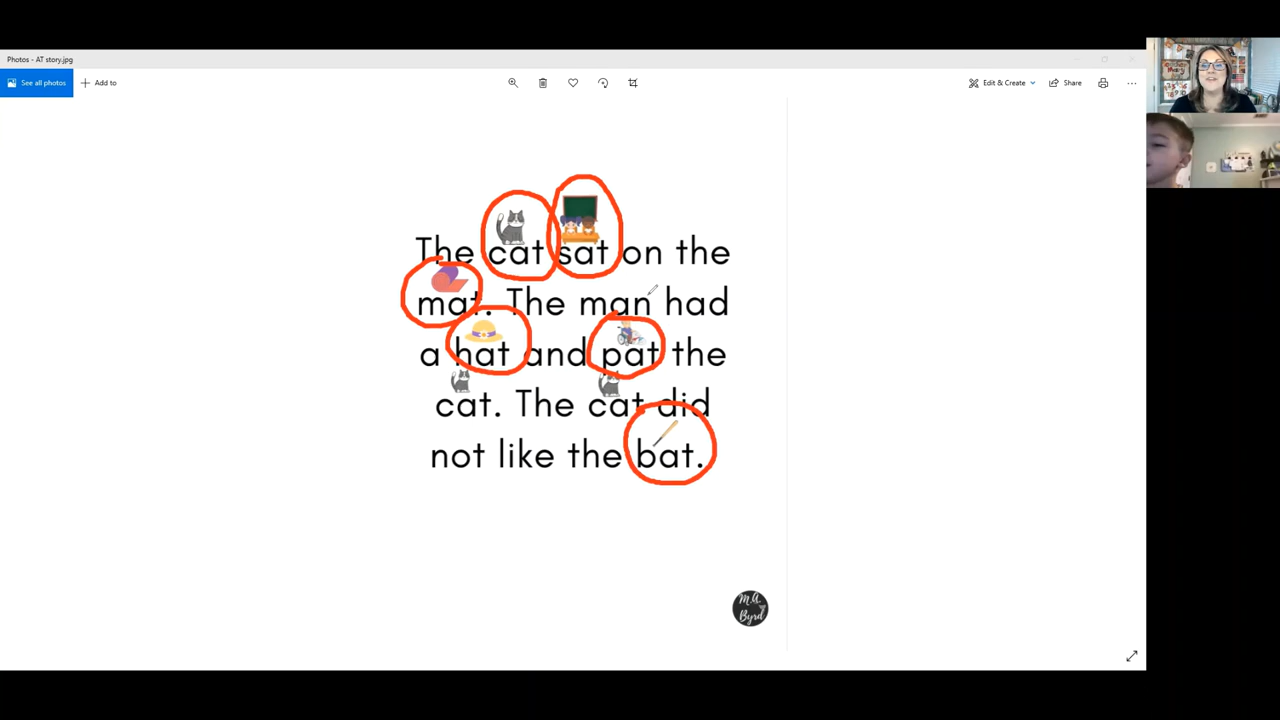 Photos - AT story.jpg
See all photos
Add to
Edit & Create
Share
The cat sat on the
mat. The man had
a hat and pat the
cat. The cat did
not like the bat.
M.A.
Byrd